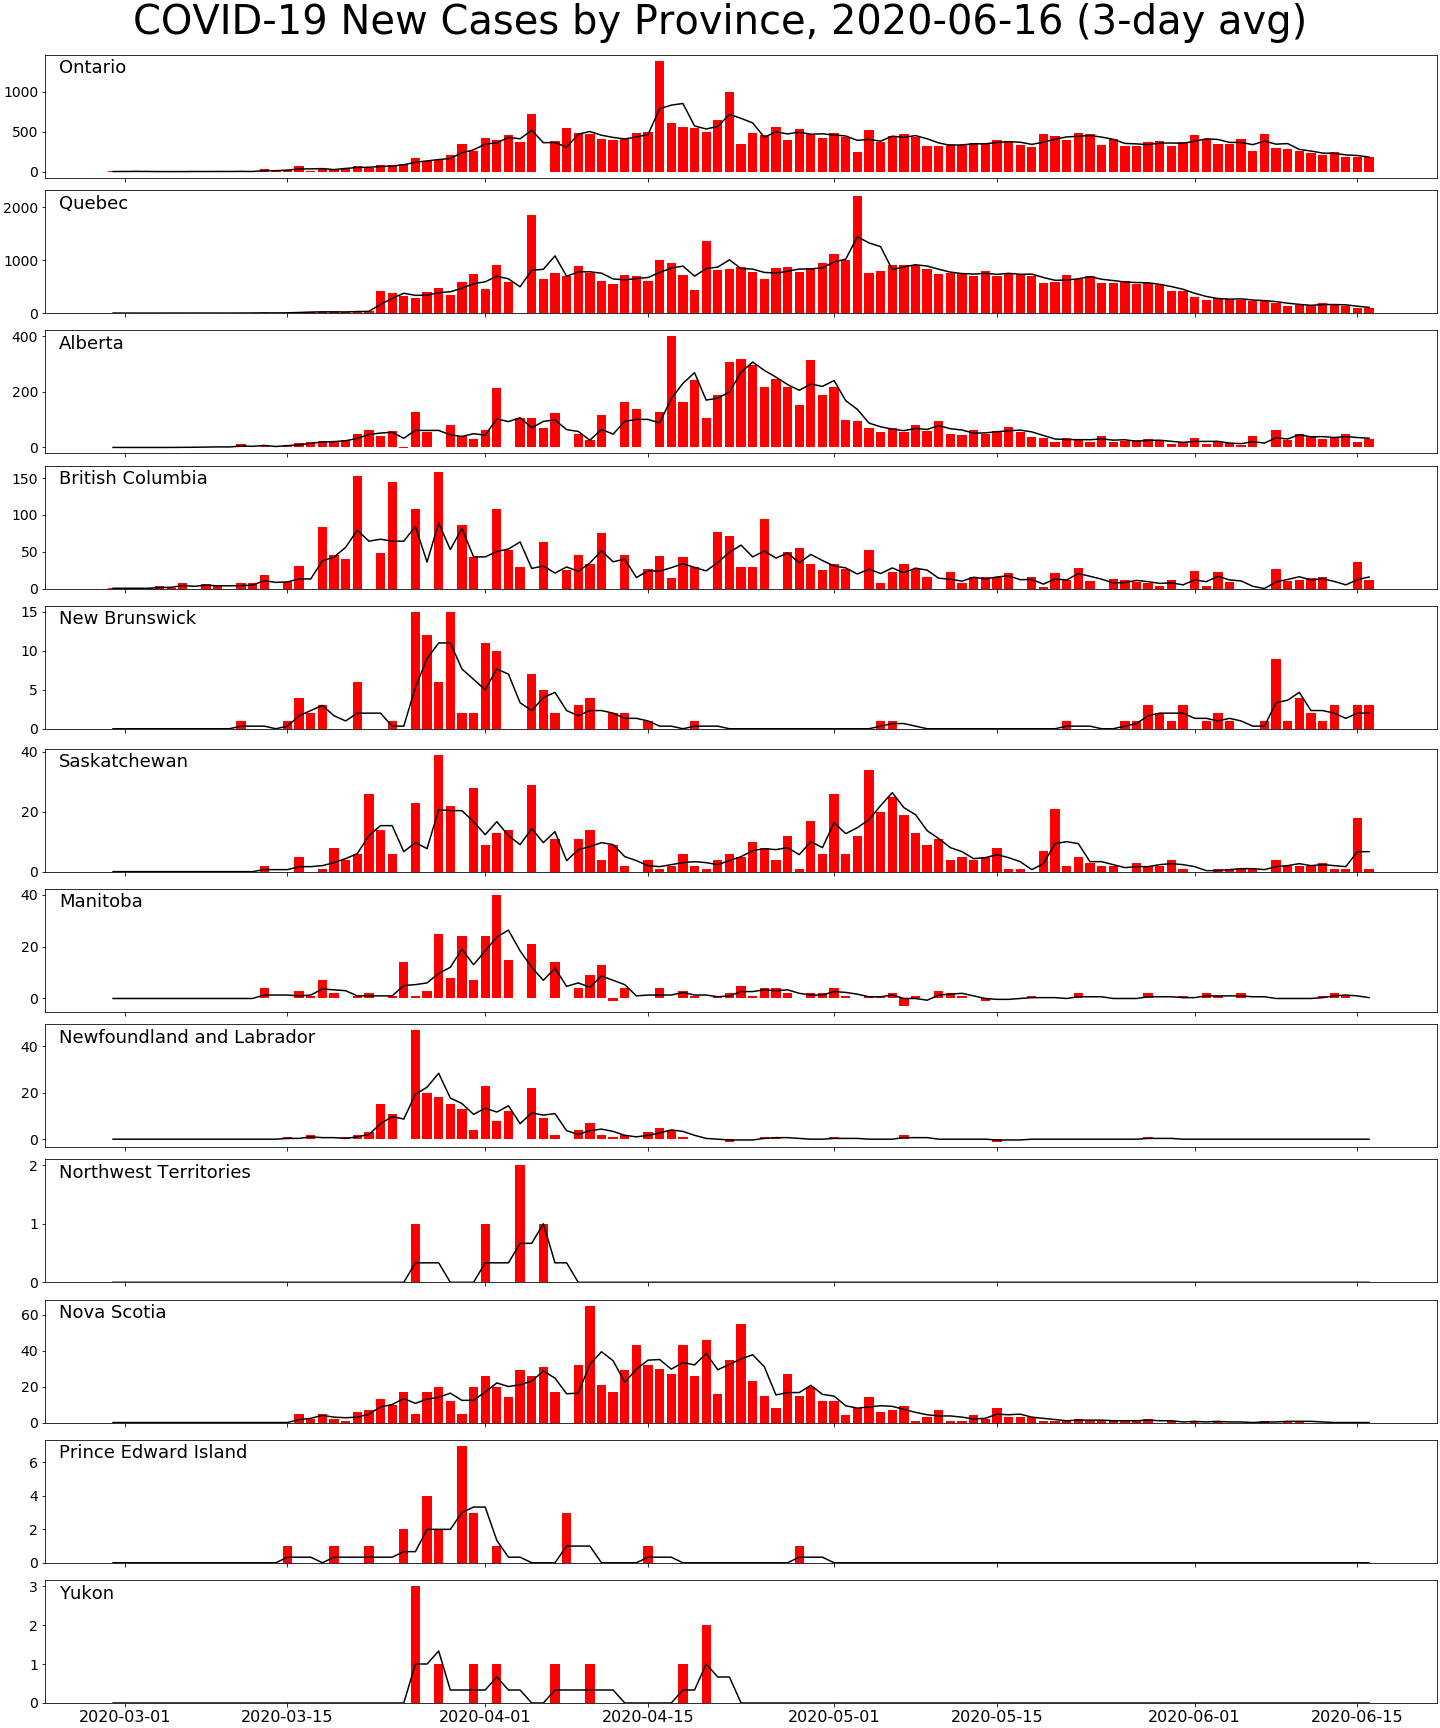 COVID-19 New Cases by Province, 2020-06-16 (3-day avg)
Ontario
1000
500
0
Quebec
2000
1000
0
Alberta
400
200
0
British Columbia
150
100
50
0
New Brunswick
15
10
5
0
Saskatchewan
40
20
0
Manitoba
40
20
0
Newfoundland and Labrador
40
20
0
Northwest Territories
2
1
0
Nova Scotia
60
40
20
0
Prince Edward Island
6
4
2
0
Yukon
3
2
1
0
2020-03-01 2020-03-15 2020-04-01 2020-04-15 2020-05-01 2020-05-15 2020-06-01 2020-06-15